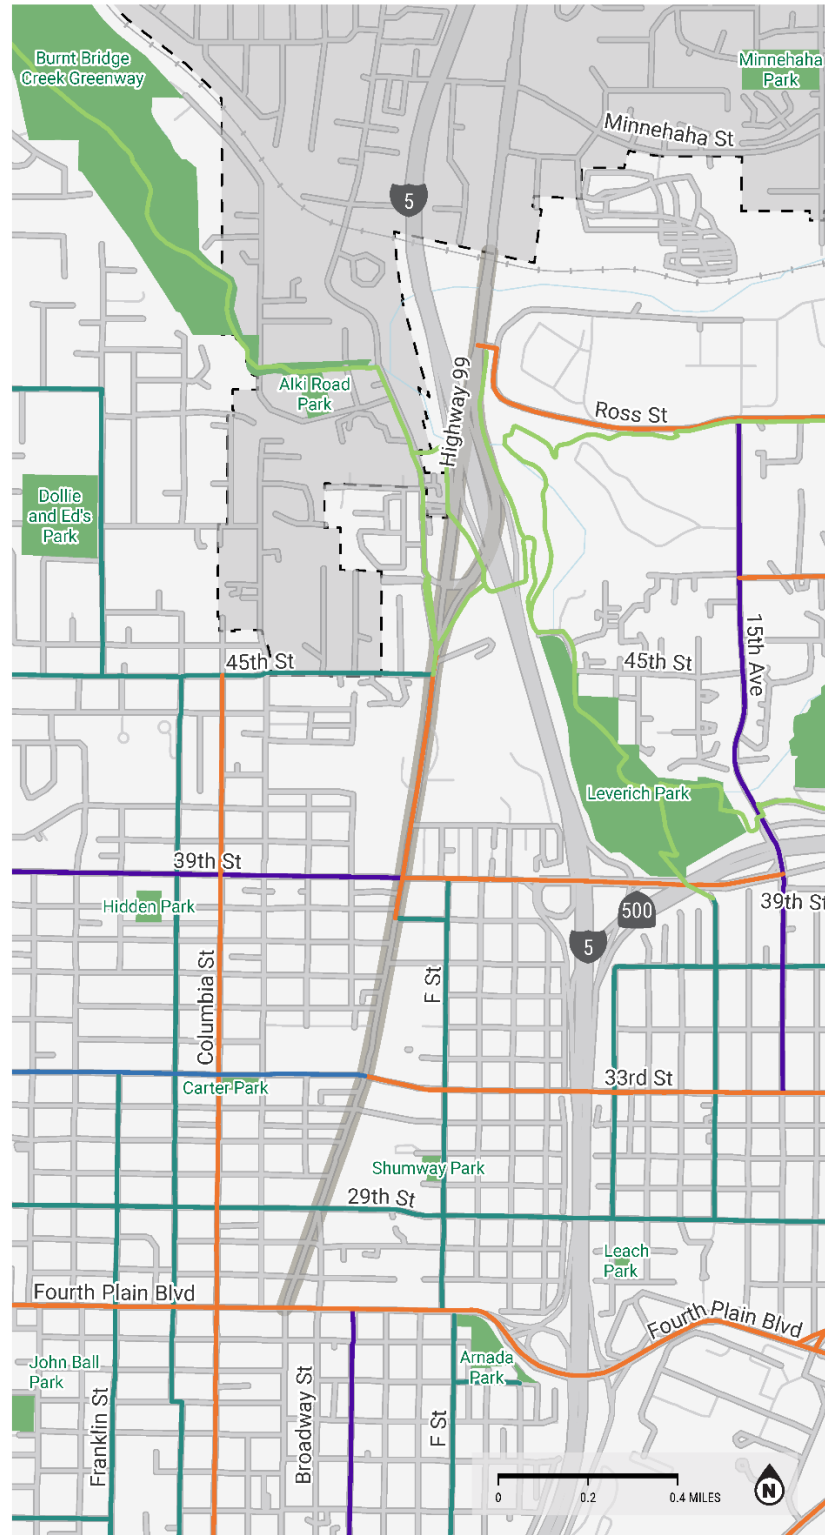 Burnt Bridge
Creek Greenway
Minnehaha
Park
Minnehaha St
5
Highway 99
Alki Road
Park
Ross St
Dollie
and Ed's
Park
15th Ave
45th St
45th St
Leverich Park
39th St
39th St
Hidden Park
500
5
F St
Columbia St
33rd St
Carter Park
Shumway Park
29th St
Leach
Park
Fourth Plain Blvd
Fourth Plain Blvd
John Ball
Park
Arnada
Park
Franklin St
Broadway St
F St
0 0.2 0.4 MILES
N